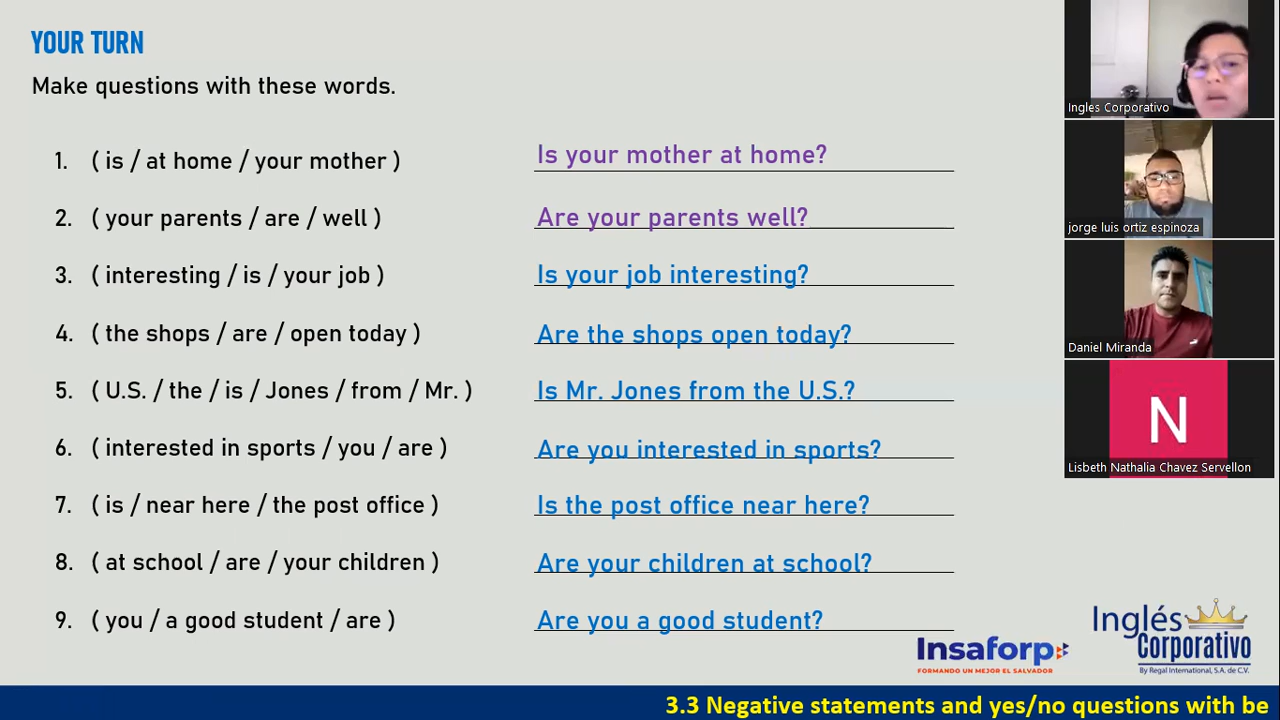 YOUR TURN
Make questions with these words.
1. ( is / at home / your mother ) Is your mother at home?
2. ( your parents / are / well ) Are your parents well?
3. ( interesting / is / your job ) Is your job interesting?
4. ( the shops / are / open today ) Are the shops open today?
5. ( U.S. / the / is / Jones / from / Mr. ) Is Mr. Jones from the U.S.?
6. ( interested in sports / you / are ) Are you interested in sports?
7. ( is / near here / the post office ) Is the post office near here?
8. ( at school / are / your children ) Are your children at school?
9. ( you / a good student / are ) Are you a good student?
Insaforp
FORMANDO UN MEJOR EL SALVADOR
Inglés
Corporativo
By Regal International, S.A. de C.V.
3.3 Negative statements and yes/no questions with be
Ingles Corporativo
jorge luis ortiz espinoza
Daniel Miranda
N
Lisbeth Nathalia Chavez Servellon